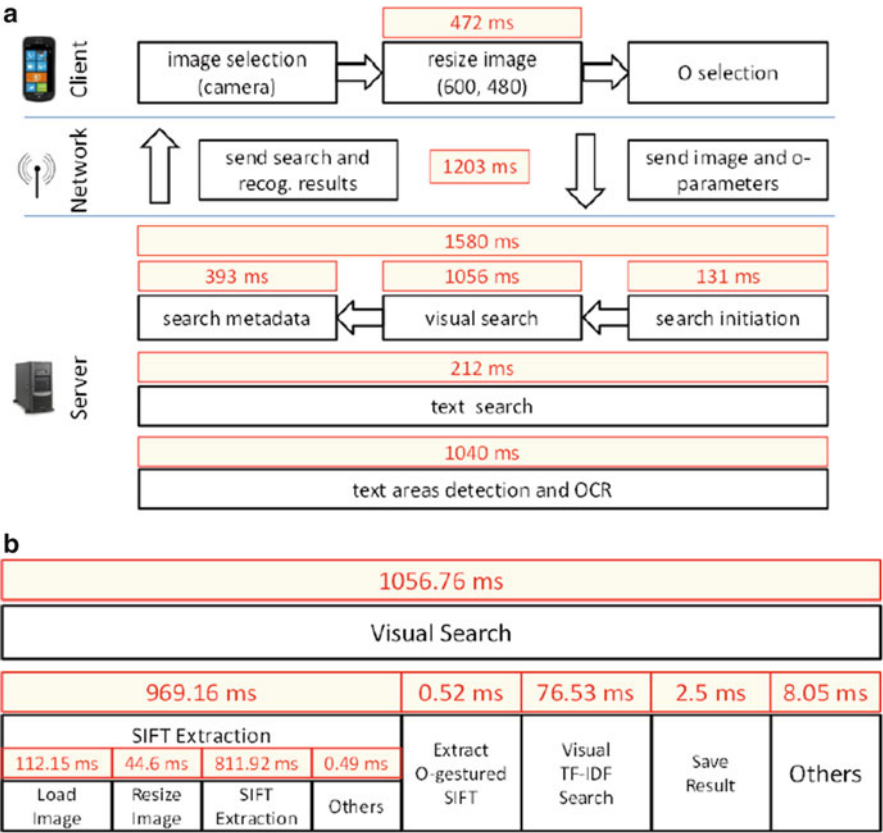 a
Client
472 ms
image selection
(camera)
resize image
(600, 480)
O selection
Network
send search and
recog. results
1203 ms
send image and o-
parameters
Server
1580 ms
393 ms
1056 ms
131 ms
search metadata
visual search
search initiation
212 ms
text search
1040 ms
text areas detection and OCR
b
1056.76 ms
Visual Search
969.16 ms
0.52 ms
76.53 ms
2.5 ms
8.05 ms
SIFT Extraction
112.15 ms
44.6 ms
811.92 ms
0.49 ms
Load
Image
Resize
Image
SIFT
Extraction
Others
Extract
O-gestured
SIFT
Visual
TF-IDF
Search
Save
Result
Others